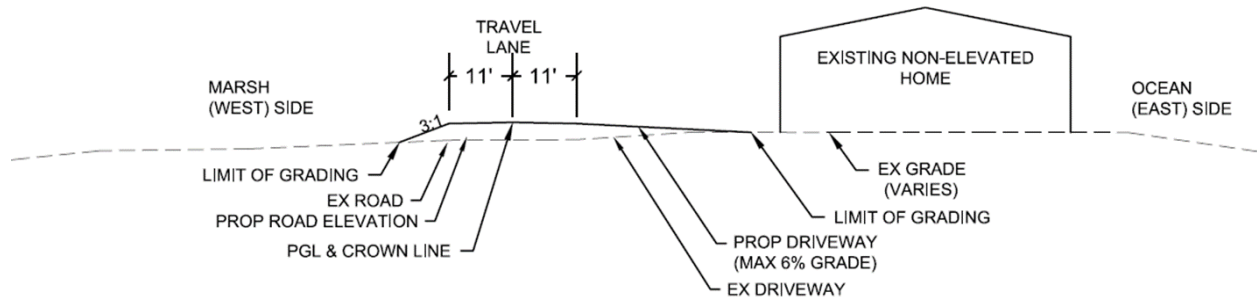 TRAVEL
LANE
11' 11'
MARSH
(WEST) SIDE
3:1
EXISTING NON-ELEVATED
HOME
OCEAN
(EAST) SIDE
LIMIT OF GRADING
EX ROAD
PROP ROAD ELEVATION
PGL & CROWN LINE
EX GRADE
(VARIES)
LIMIT OF GRADING
PROP DRIVEWAY
(MAX 6% GRADE)
EX DRIVEWAY